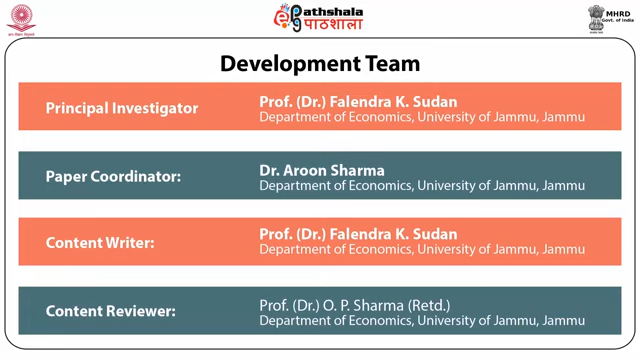 ePathshala
पाठशाला
MHRD
Govt. of India
Development Team
Principal Investigator
Prof. (Dr.) Falendra K. Sudan
Department of Economics, University of Jammu, Jammu
Paper Coordinator:
Dr. Aroon Sharma
Department of Economics, University of Jammu, Jammu
Content Writer:
Prof. (Dr.) Falendra K. Sudan
Department of Economics, University of Jammu, Jammu
Content Reviewer:
Prof. (Dr.) O. P. Sharma (Retd.)
Department of Economics, University of Jammu, Jammu